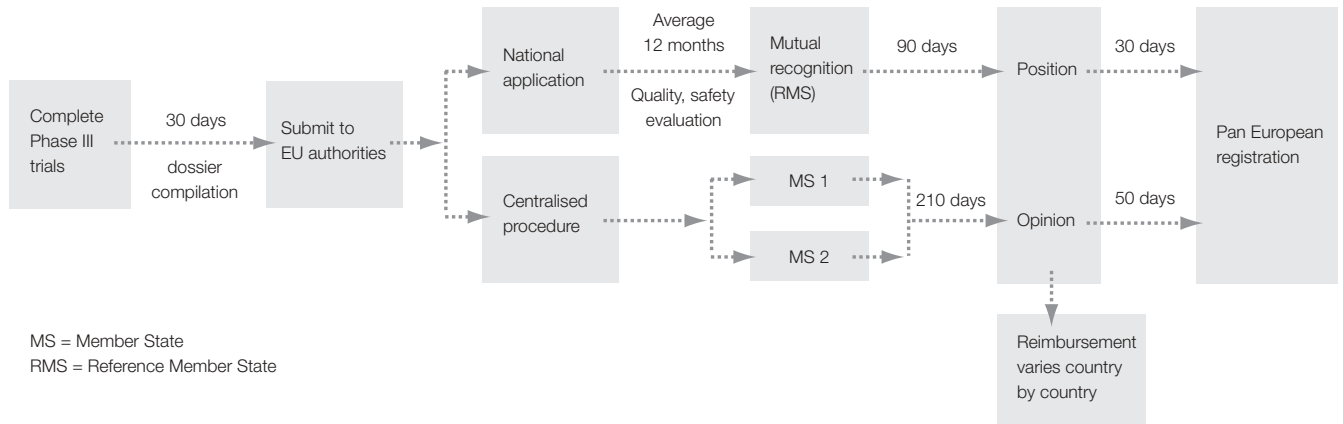 Complete
Phase III
trials
30 days
dossier
compilation
Submit to
EU authorities
National
application
Average
12 months
Quality, safety
evaluation
Mutual
recognition
(RMS)
90 days
Position
30 days
Pan European
registration
Centralised
procedure
MS 1
MS 2
210 days
Opinion
50 days
Reimbursement
varies country
by country
MS = Member State
RMS = Reference Member State